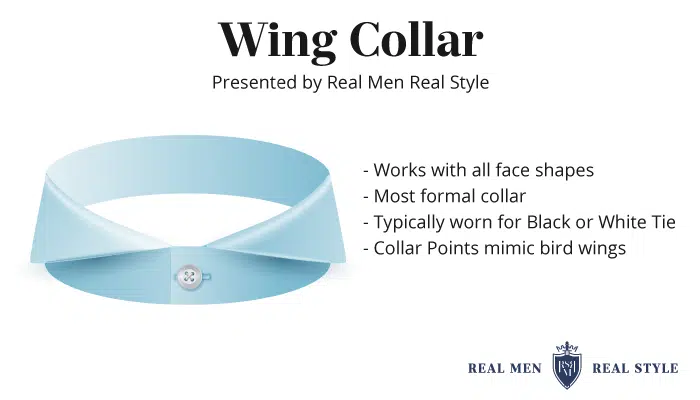 Wing Collar
Presented by Real Men Real Style
- Works with all face shapes
- Most formal collar
- Typically worn for Black or White Tie
- Collar Points mimic bird wings
REAL MEN REAL STYLE